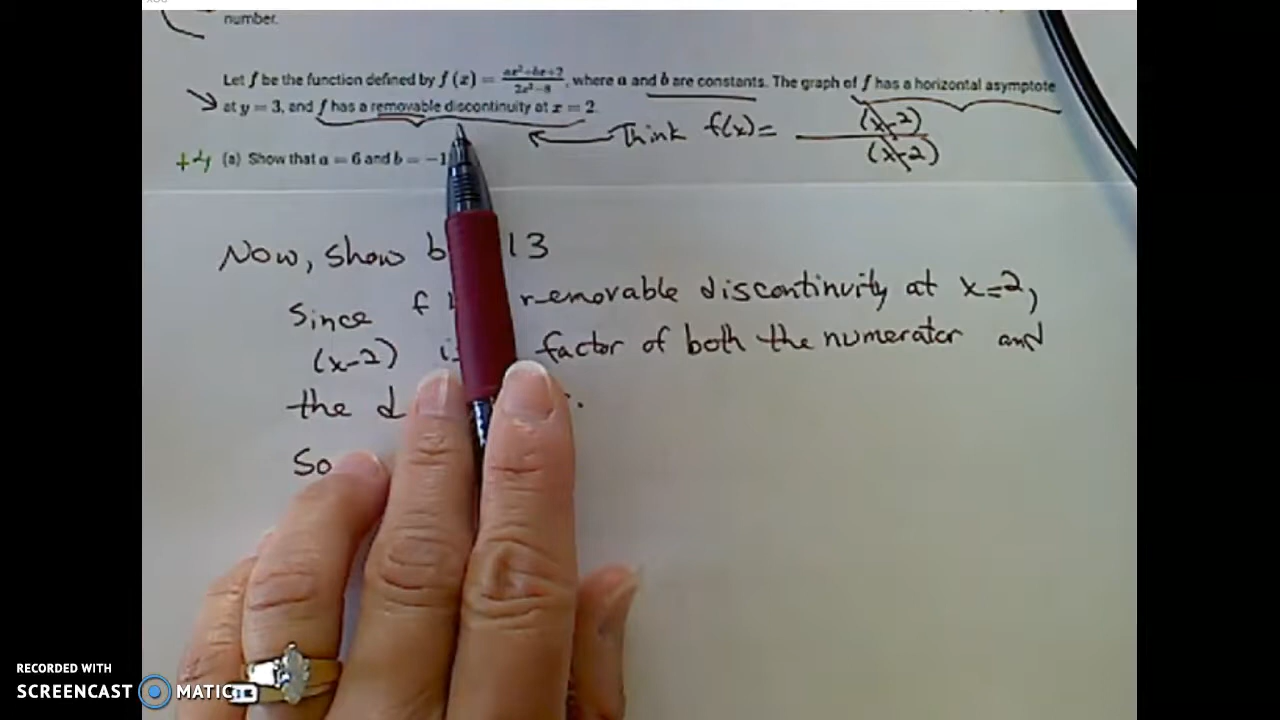 number.
Let f be the function defined by f(x) = ax²+bx+2 / 2x²-8, where a and b are constants. The graph of f has a horizontal asymptote
at y = 3, and f has a removable discontinuity at x = 2.
Think f(x) = (x-2) / (x-2)
+4 (a) Show that a = 6 and b = -1
Now, show b 13
Since f removable discontinuity at x=2,
(x-2) factor of both the numerator and
the d
So
RECORDED WITH
SCREENCAST MATIC